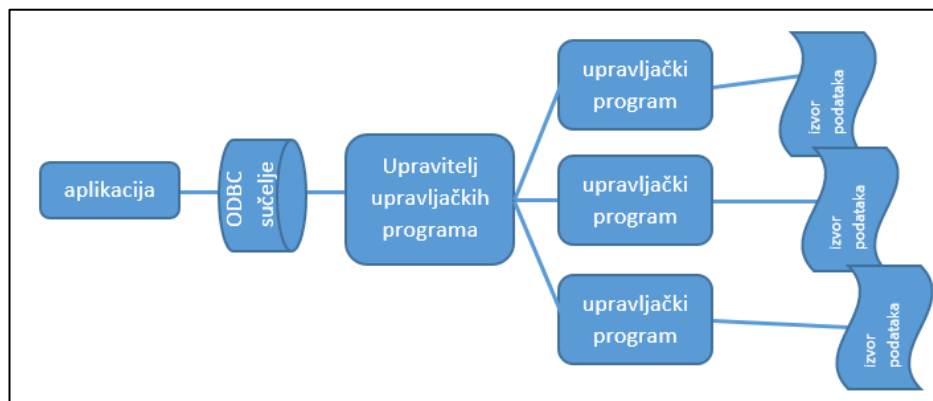 aplikacija
ODBC
sučelje
Upravitelj
upravljačkih
programa
upravljački
program
izvor
podataka
upravljački
program
izvor
podataka
upravljački
program
izvor
podataka